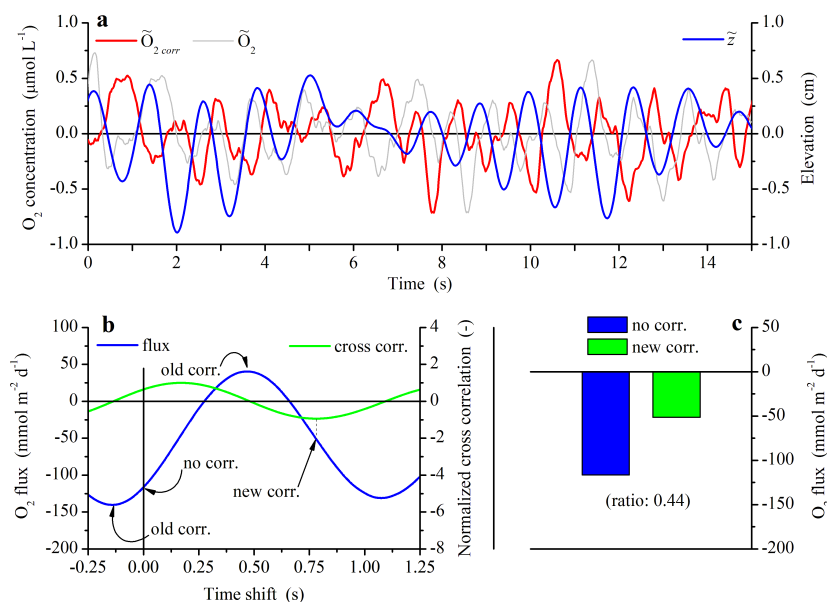 a
Õ2 corr Õ2 z̃
O2 concentration (µmol L−1)
1.0
0.5
0.0
-0.5
-1.0
1.0
0.5
0.0
-0.5
-1.0
Elevation (cm)
0 2 4 6 8 10 12 14
Time (s)
b
flux cross corr.
old corr.
no corr.
new corr.
old corr.
O2 flux (mmol m−2 d−1)
100
50
0
-50
-100
-150
-200
4
2
0
-2
-4
-6
-8
Normalized cross correlation (-)
-0.25 0.00 0.25 0.50 0.75 1.00 1.25
Time shift (s)
no corr. c
new corr.
(ratio: 0.44)
50
0
-50
-100
-150
-200
O2 flux (mmol m−2 d−1)